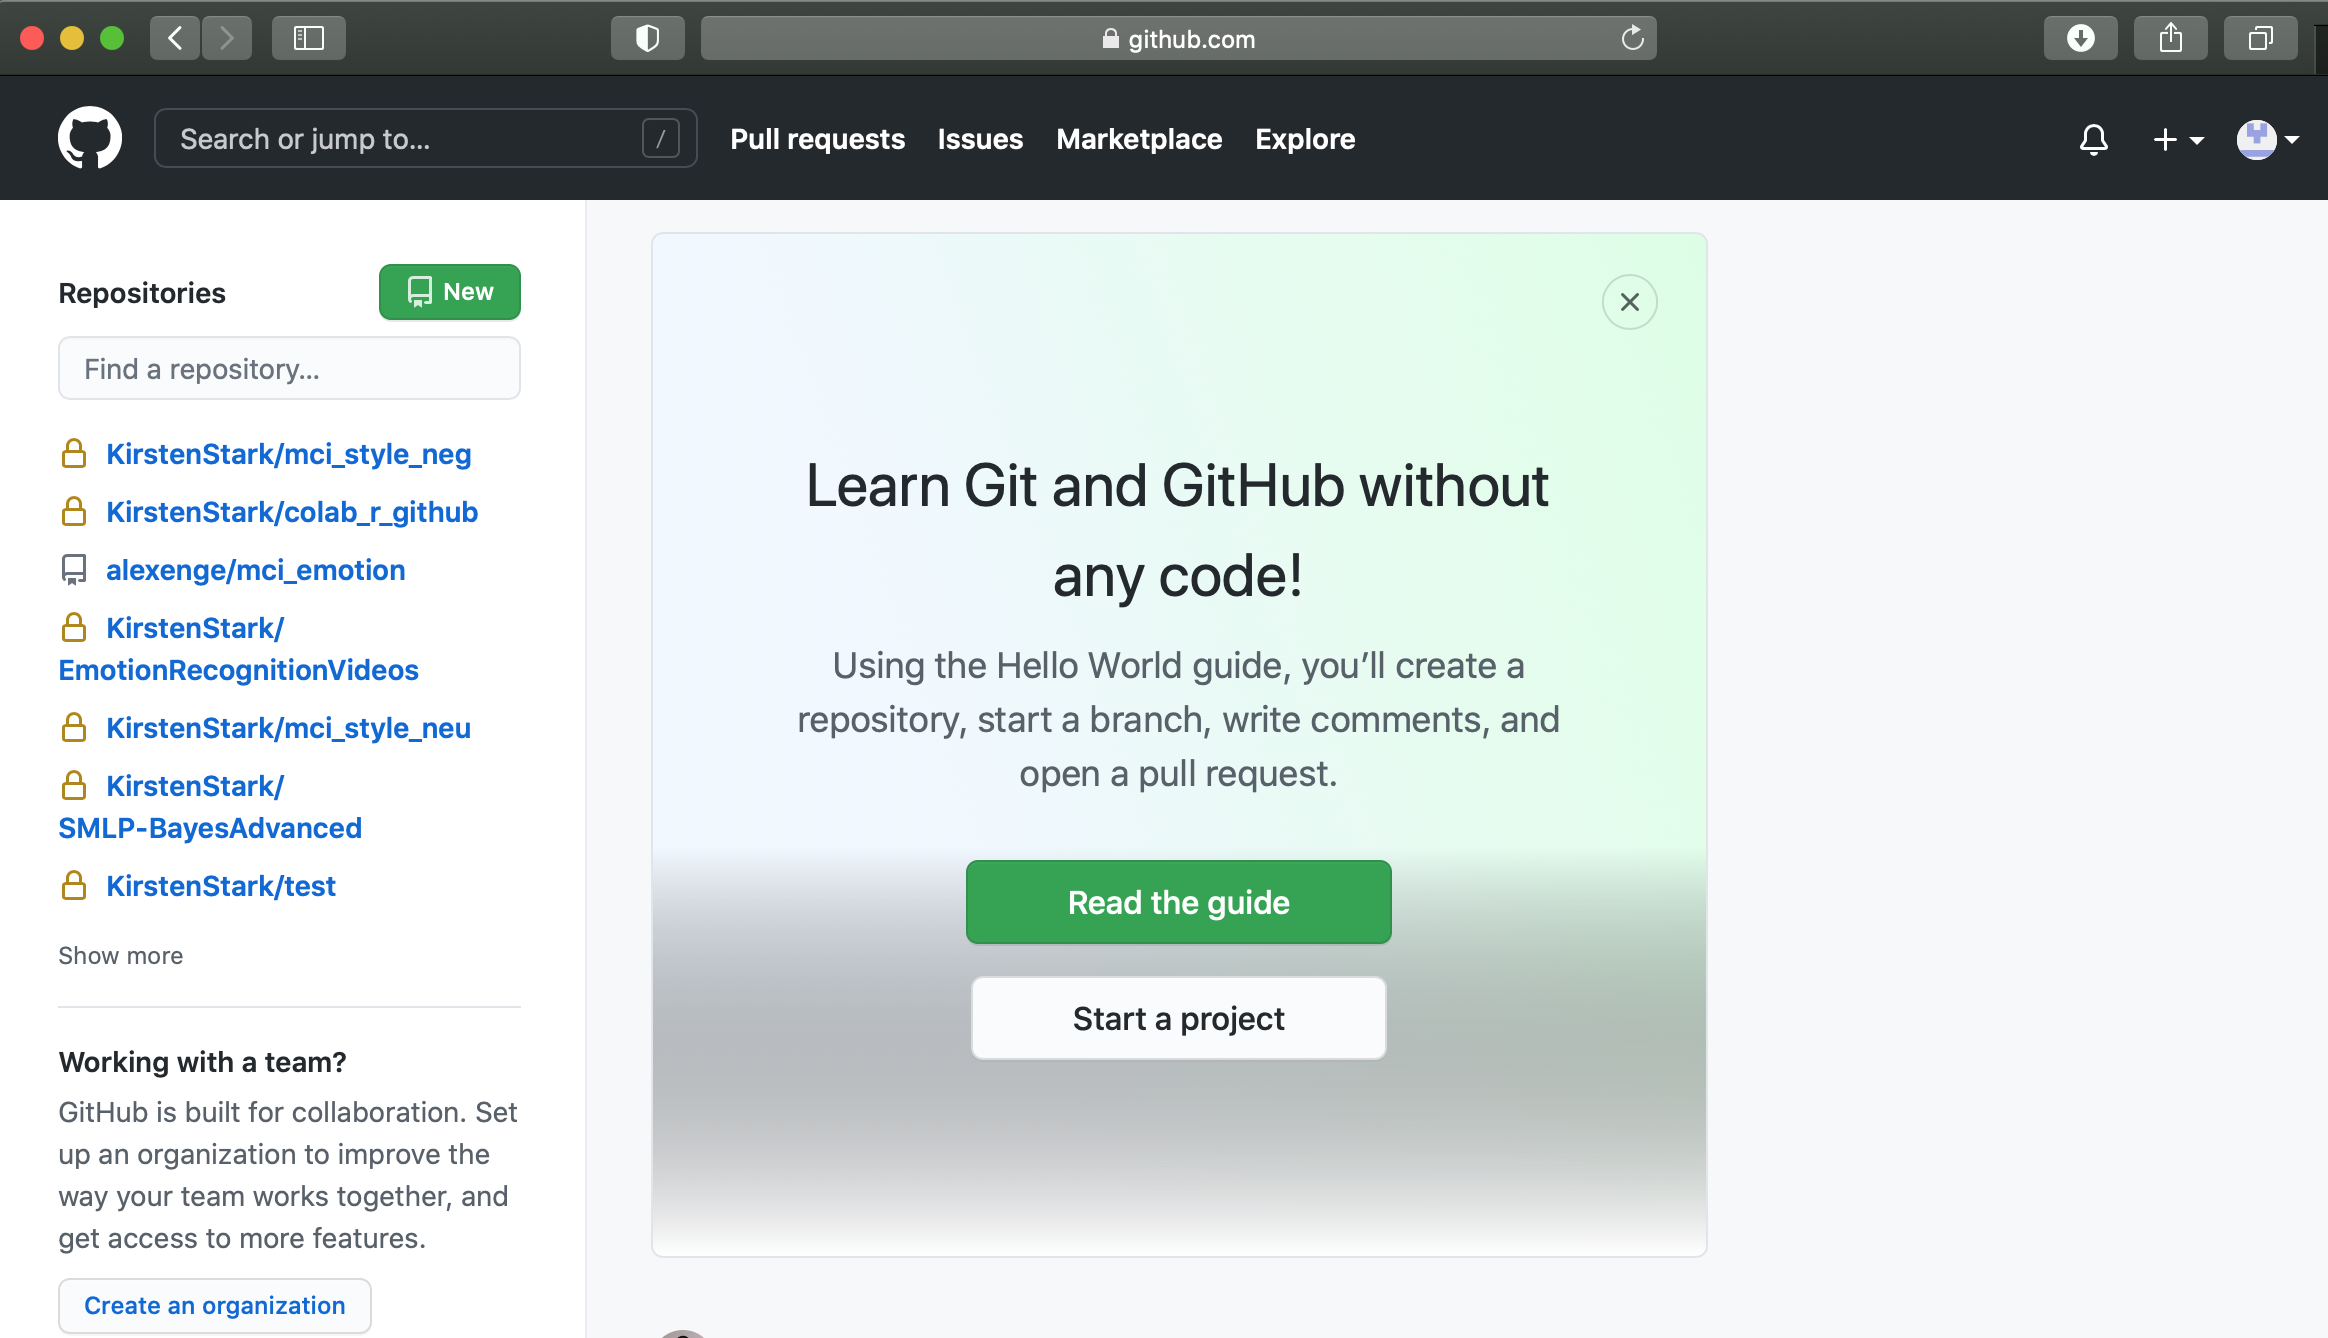 github.com
Search or jump to... /
Pull requests Issues Marketplace Explore
Repositories
New
Find a repository...
KirstenStark/mci_style_neg
KirstenStark/colab_r_github
alexenge/mci_emotion
KirstenStark/
EmotionRecognitionVideos
KirstenStark/mci_style_neu
KirstenStark/
SMLP-BayesAdvanced
KirstenStark/test
Show more
Working with a team?
GitHub is built for collaboration. Set
up an organization to improve the
way your team works together, and
get access to more features.
Create an organization
Learn Git and GitHub without
any code!
Using the Hello World guide, you’ll create a
repository, start a branch, write comments, and
open a pull request.
Read the guide
Start a project